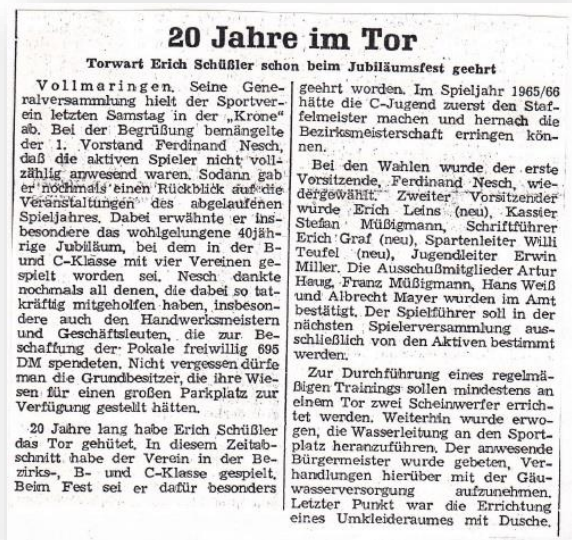 20 Jahre im Tor
Torwart Erich Schüßler schon beim Jubiläumsfest geehrt
Vollmaringen. Seine Gene-
ralversammlung hielt der Sportver-
ein letzten Samstag in der „Krone“
ab. Bei der Begrüßung bemängelte
der 1. Vorstand Ferdinand Nesch,
daß die aktiven Spieler nicht voll-
zählig anwesend waren. Sodann gab
er nochmals einen Rückblick auf die
Veranstaltungen des abgelaufenen
Spieljahres. Dabei erwähnte er ins-
besondere das wohlgelungene 40jäh-
rige Jubiläum, bei dem in der B-
und C-Klasse mit vier Vereinen ge-
spielt worden sei. Nesch dankte
nochmals all denen, die dabei so tat-
kräftig mitgeholfen haben, insbeson-
dere auch den Handwerksmeistern
und Geschäftsleuten, die zur Be-
schaffung der Pokale freiwillig 695
DM spendeten. Nicht vergessen dürfe
man die Grundbesitzer, die ihre Wie-
sen für einen großen Parkplatz zur
Verfügung gestellt hätten.
20 Jahre lang habe Erich Schüßler
das Tor gehütet. In diesem Zeitab-
schnitt habe der Verein in der Be-
zirks-, B- und C-Klasse gespielt.
Beim Fest sei er dafür besonders
geehrt worden. Im Spieljahr 1965/66
hätte die C-Jugend zuerst den Staf-
felmeister machen und hernach die
Bezirksmeisterschaft erringen kön-
nen.
Bei den Wahlen wurde der erste
Vorsitzende, Ferdinand Nesch, wie-
dergewählt. Zweiter Vorsitzender
wurde Erich Leins (neu), Kassier
Stefan Müßigmann, Schriftführer
Erich Graf (neu), Spartenleiter Willi
Teufel (neu), Jugendleiter Erwin
Miller. Die Ausschußmitglieder Artur
Haug, Franz Müßigmann, Hans Weiß
und Albrecht Mayer wurden im Amt
bestätigt. Der Spielführer soll in der
nächsten Spielerversammlung aus-
schließlich von den Aktiven bestimmt
werden.
Zur Durchführung eines regelmä-
ßigen Trainings sollen mindestens an
einem Tor zwei Scheinwerfer errich-
tet werden. Weiterhin wurde erwo-
gen, die Wasserleitung an den Sport-
platz heranzuführen. Der anwesende
Bürgermeister wurde gebeten, Ver-
handlungen hierüber mit der Gäu-
wasserversorgung aufzunehmen.
Letzter Punkt war die Errichtung
eines Umkleideraumes mit Dusche.